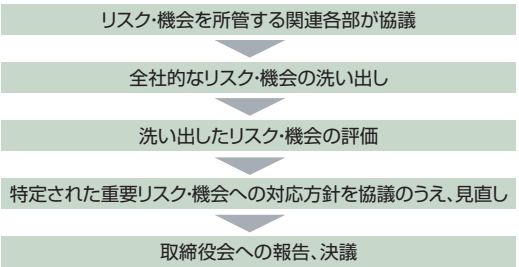 リスク・機会を所管する関連各部が協議
全社的なリスク・機会の洗い出し
洗い出したリスク・機会の評価
特定された重要リスク・機会への対応方針を協議のうえ、見直し
取締役会への報告、決議